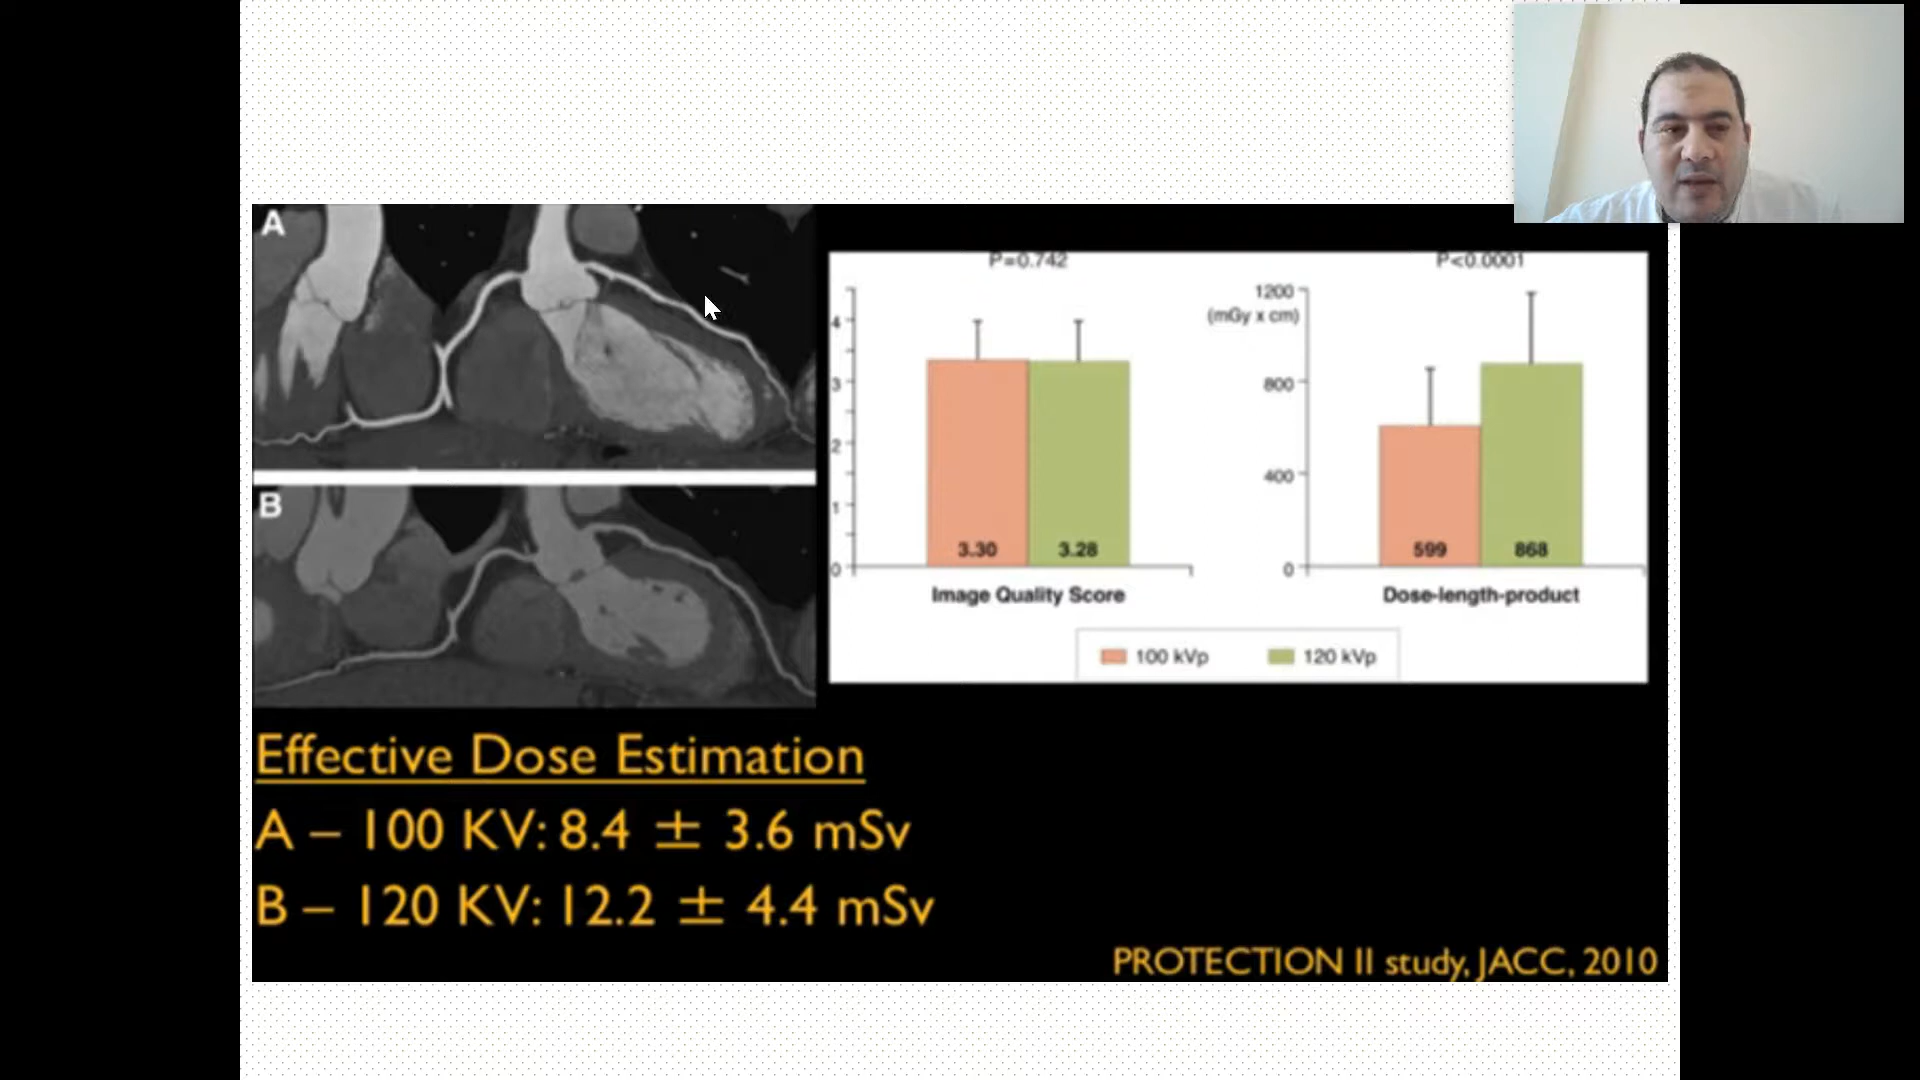 A
B
P=0.742
4
3
2
1
0
3.30
3.28
Image Quality Score
P<0.0001
1200
(mGy x cm)
800
400
0
599
868
Dose-length-product
100 kVp
120 kVp
Effective Dose Estimation
A – 100 KV: 8.4 ± 3.6 mSv
B – 120 KV: 12.2 ± 4.4 mSv
PROTECTION II study, JACC, 2010